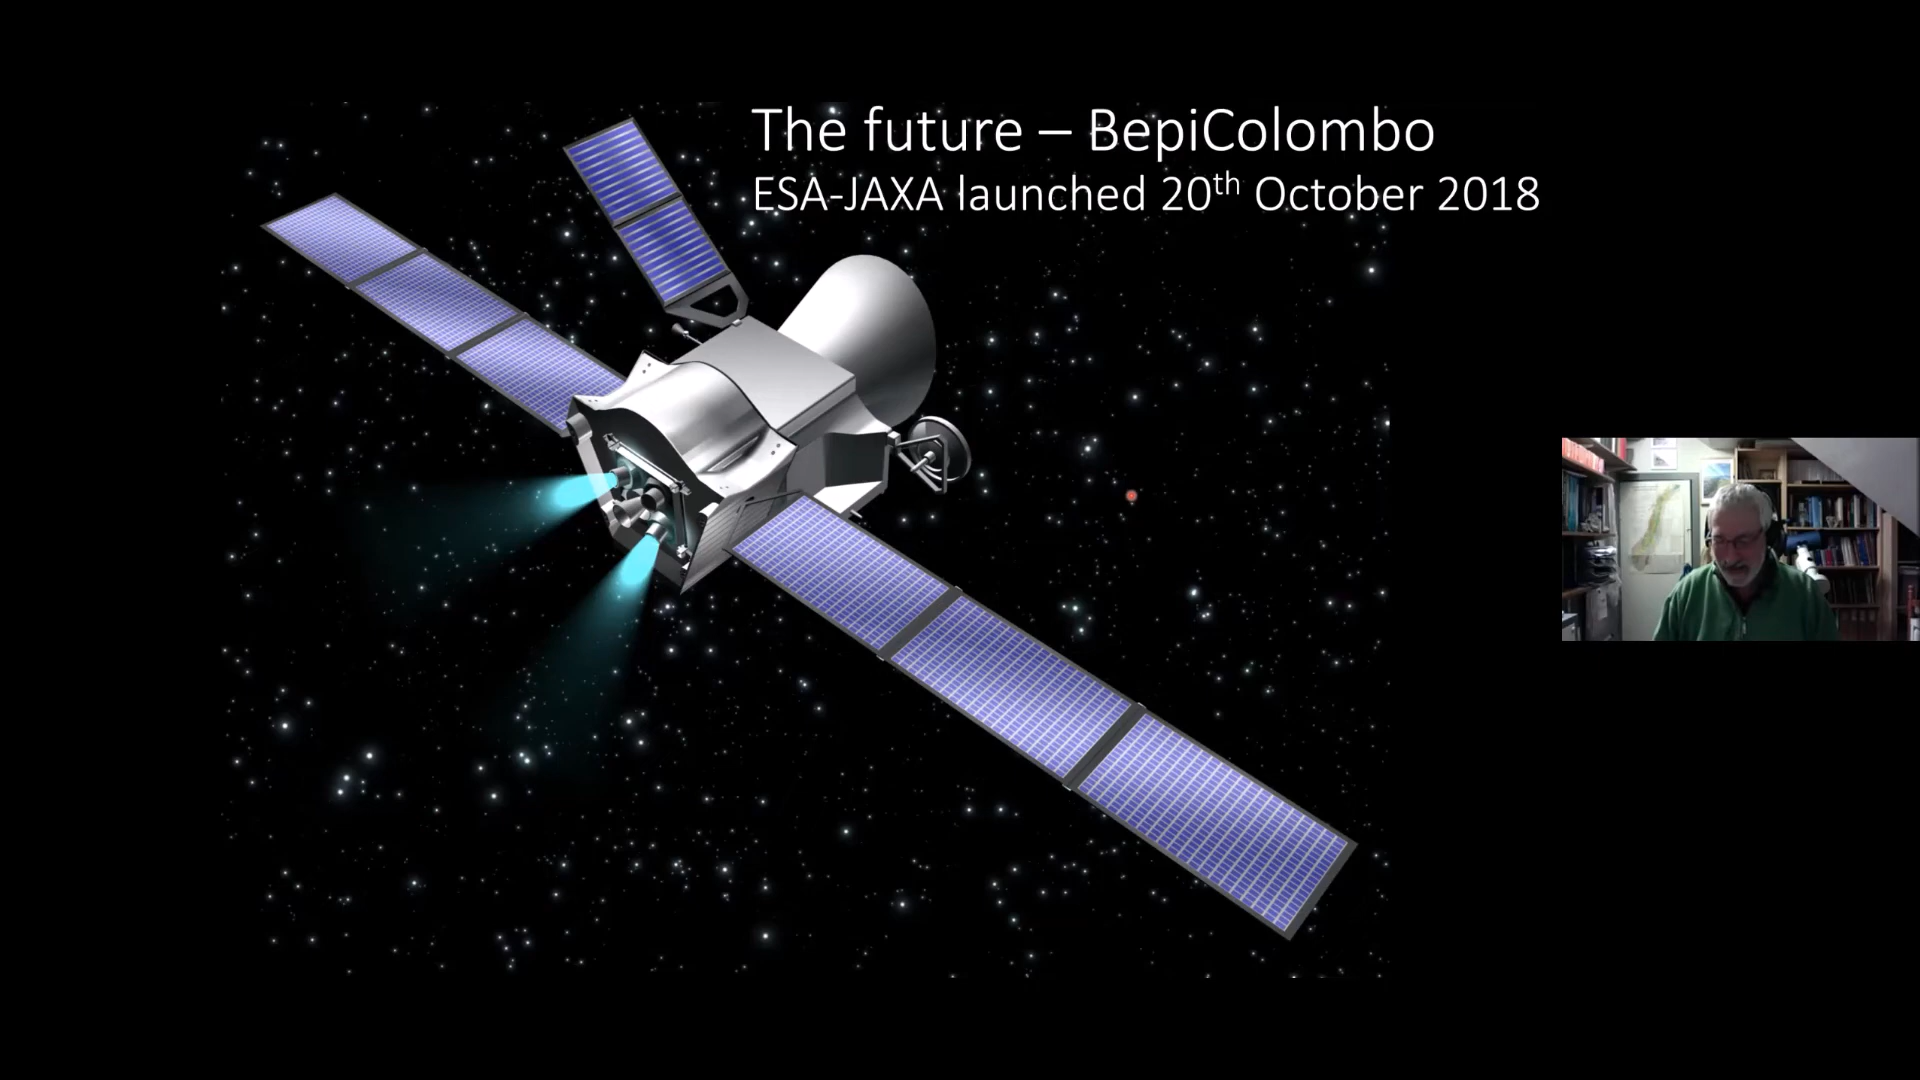 The future – BepiColombo
ESA-JAXA launched 20th October 2018